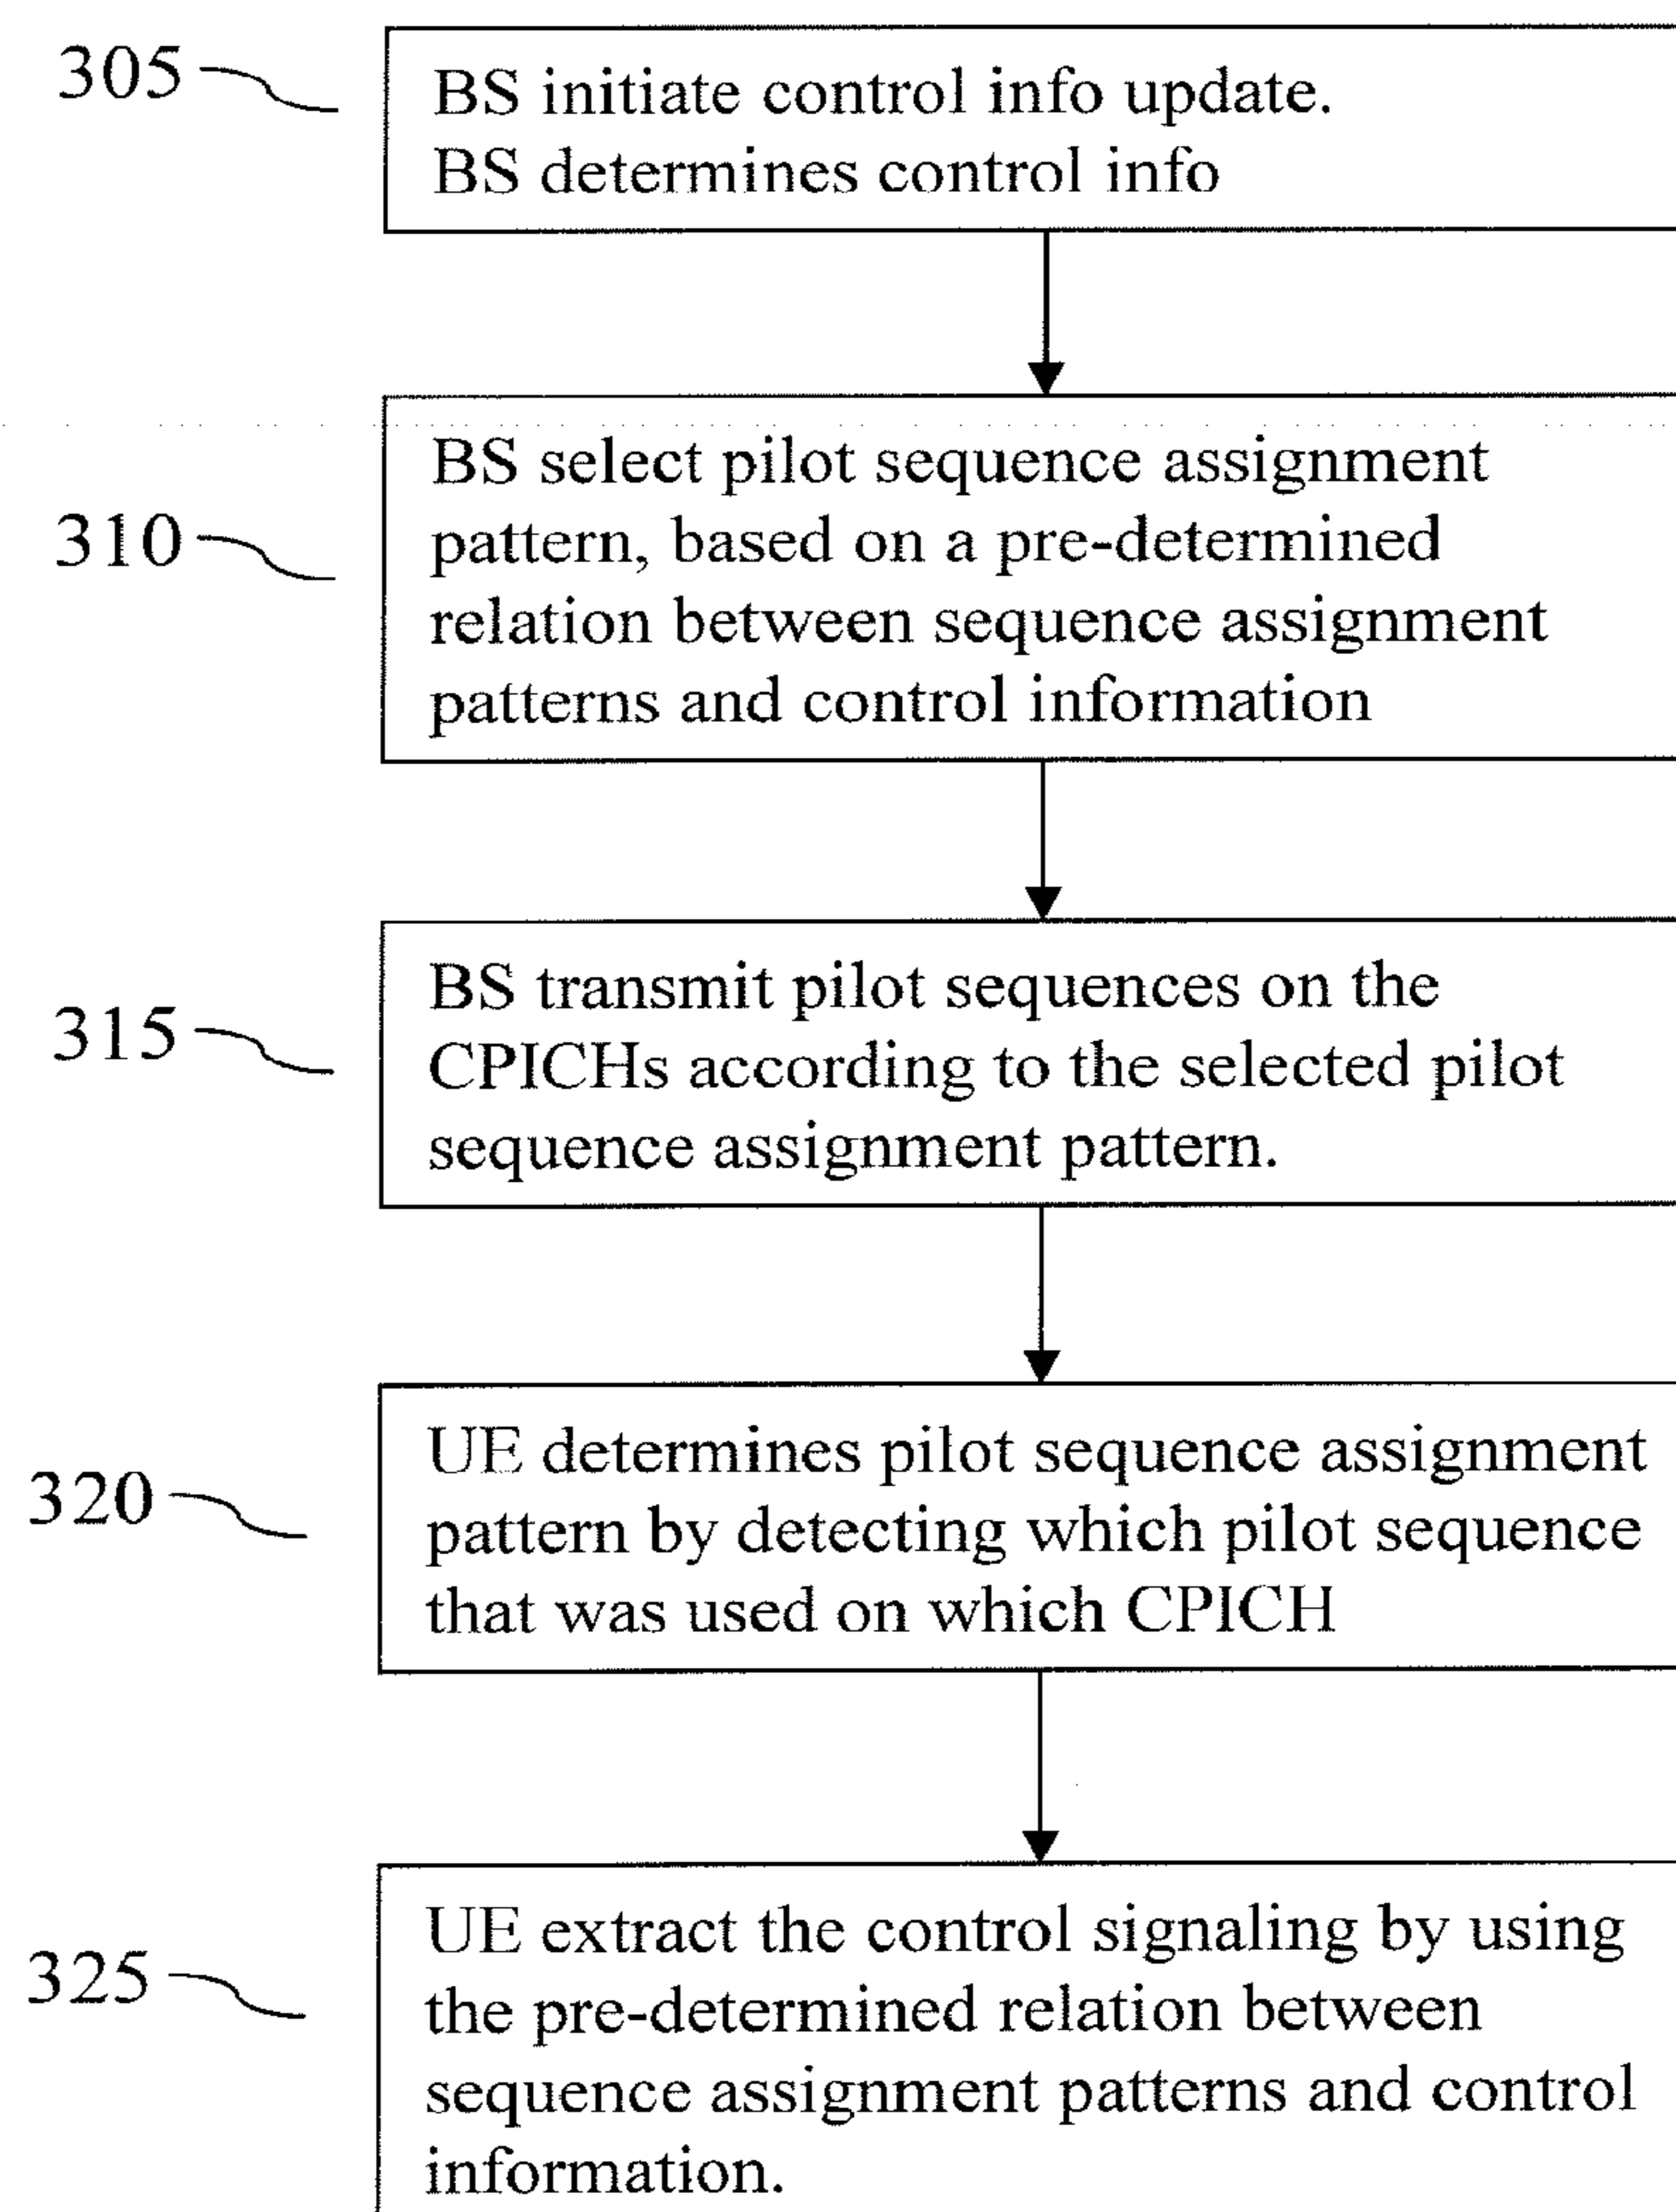 305
BS initiate control info update.
BS determines control info
310
BS select pilot sequence assignment
pattern, based on a pre-determined
relation between sequence assignment
patterns and control information
315
BS transmit pilot sequences on the
CPICHs according to the selected pilot
sequence assignment pattern.
320
UE determines pilot sequence assignment
pattern by detecting which pilot sequence
that was used on which CPICH
325
UE extract the control signaling by using
the pre-determined relation between
sequence assignment patterns and control
information.